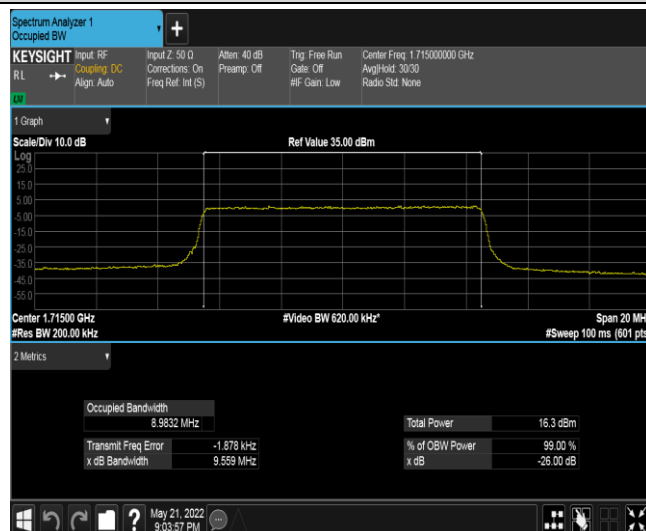 Spectrum Analyzer 1
Occupied BW
+
KEYSIGHT Input: RF Input Z: 50 Ω Atten: 40 dB Trig: Free Run Center Freq: 1.715000000 GHz
RL Coupling: DC Corrections: On Preamp: Off Gate: Off Avg|Hold: 30/30
Align: Auto Freq Ref: Int (S) #IF Gain: Low Radio Std: None
1 Graph
Scale/Div 10.0 dB Ref Value 35.00 dBm
Log
25.0
15.0
5.00
-5.00
-15.0
-25.0
-35.0
-45.0
-55.0
Center 1.71500 GHz #Video BW 620.00 kHz* Span 20 MH
#Res BW 200.00 kHz #Sweep 100 ms (601 pts
2 Metrics
Occupied Bandwidth
8.9832 MHz Total Power 16.3 dBm
Transmit Freq Error -1.878 kHz % of OBW Power 99.00 %
x dB Bandwidth 9.559 MHz x dB -26.00 dB
? May 21, 2022
9:03:57 PM